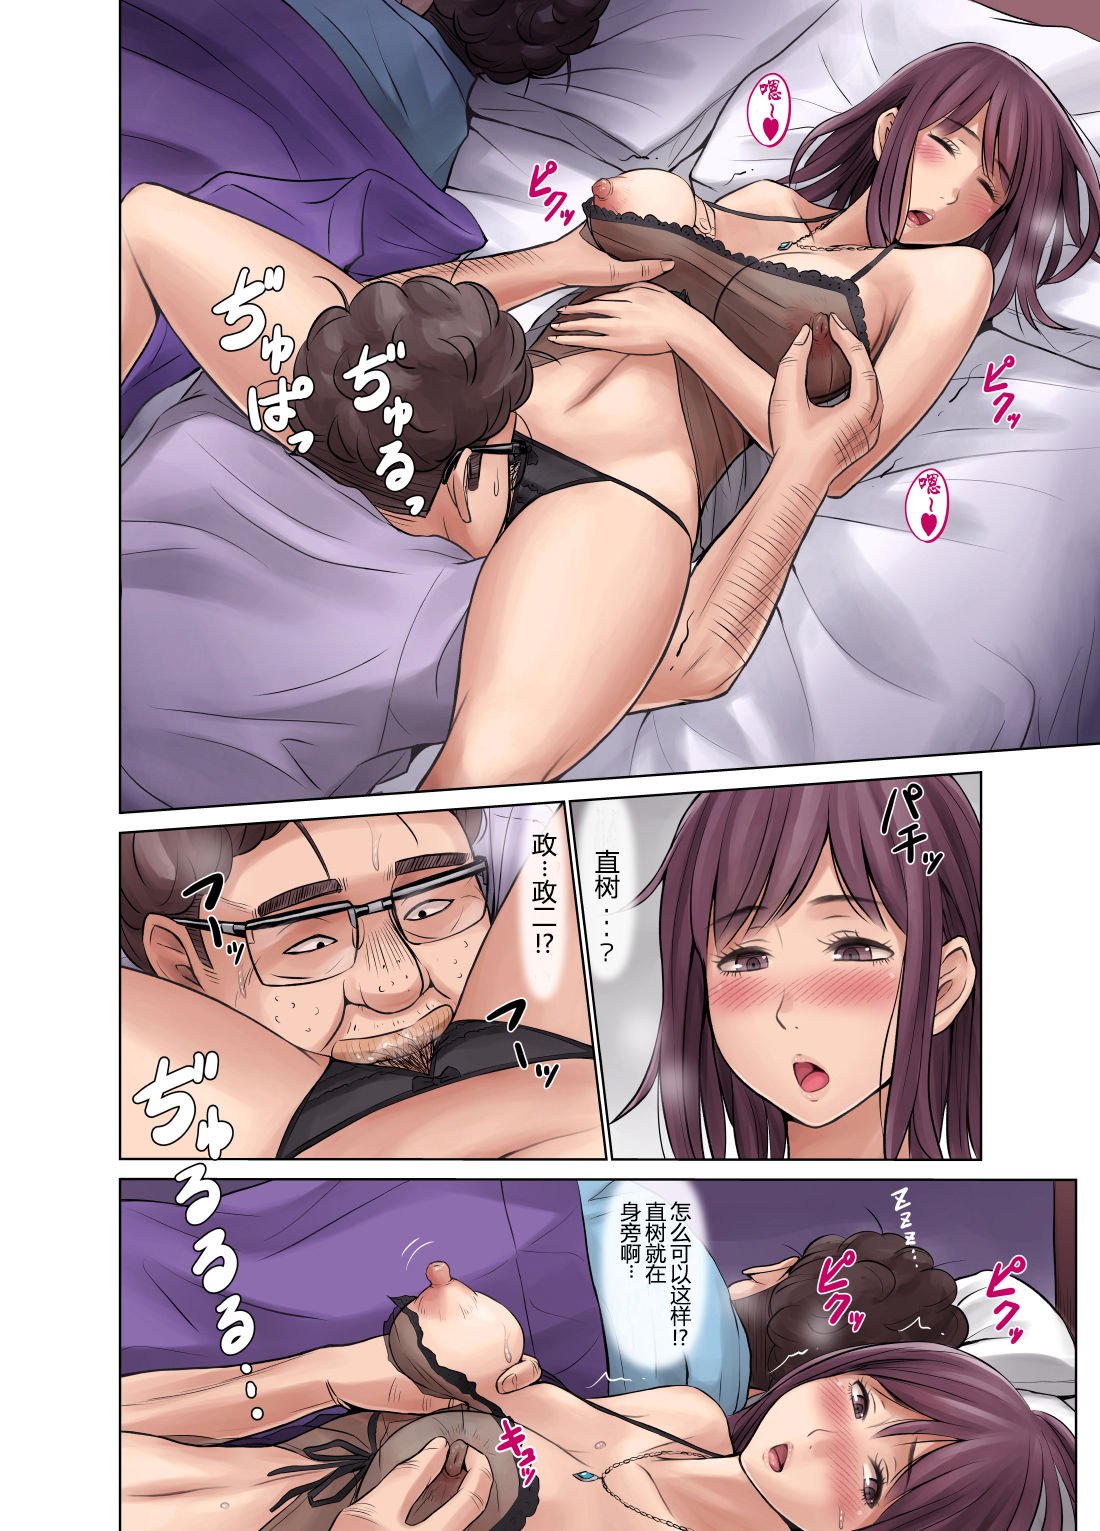 嗯～♥
ピクッ
ピクッ
嗯～♥
ぢゅるっ
ぢゅぱっ
パチッ
直树...?
政…政二!?
フーッ
フーッ
ぢゅるるるる……
zzz…
ピクッ
ピクッ
怎么可以这样!?
直树就在
身旁啊…
キュッ